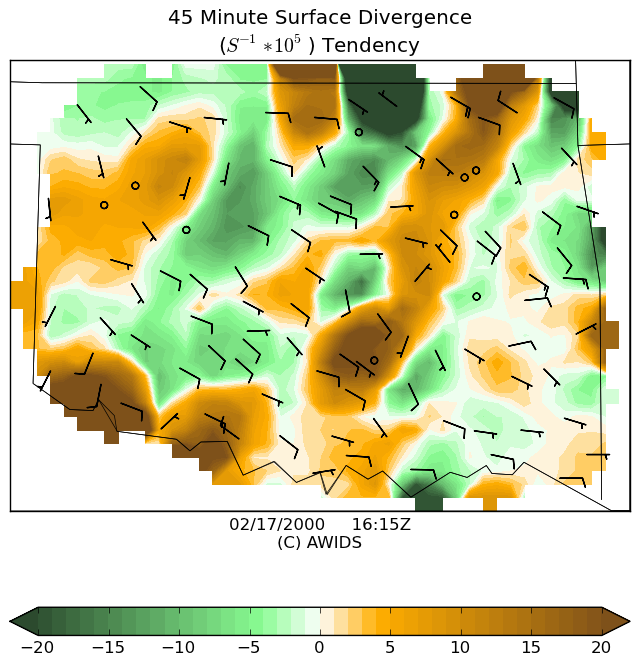 45 Minute Surface Divergence
(S⁻¹ *10⁵ ) Tendency
02/17/2000 16:15Z
(C) AWIDS
−20 −15 −10 −5 0 5 10 15 20